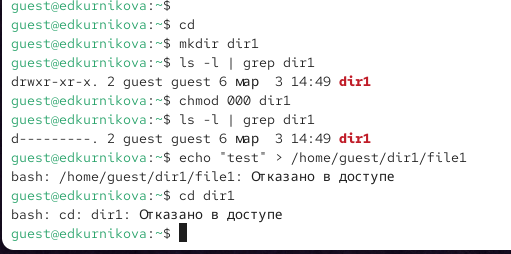 guest@edkurnikova:~$
guest@edkurnikova:~$ cd
guest@edkurnikova:~$ mkdir dir1
guest@edkurnikova:~$ ls -l | grep dir1
drwxr-xr-x. 2 guest guest 6 мар  3 14:49 dir1
guest@edkurnikova:~$ chmod 000 dir1
guest@edkurnikova:~$ ls -l | grep dir1
d---------. 2 guest guest 6 мар  3 14:49 dir1
guest@edkurnikova:~$ echo "test" > /home/guest/dir1/file1
bash: /home/guest/dir1/file1: Отказано в доступе
guest@edkurnikova:~$ cd dir1
bash: cd: dir1: Отказано в доступе
guest@edkurnikova:~$